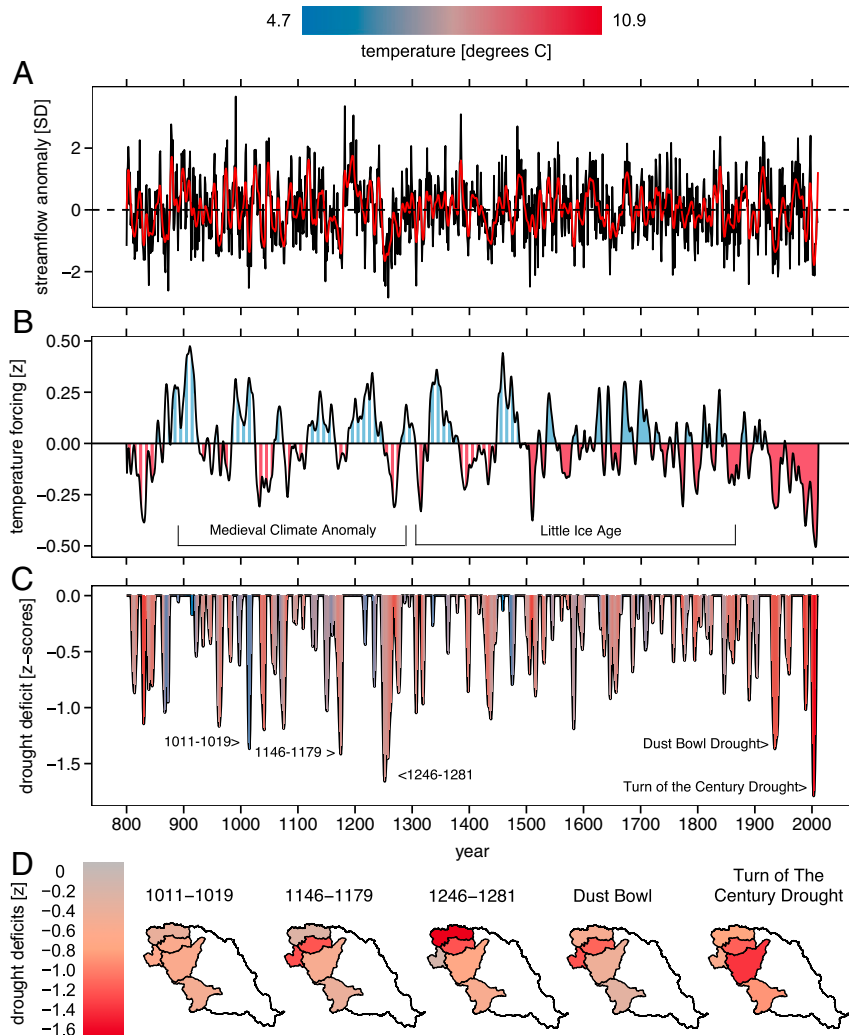 4.7 10.9
temperature [degrees C]
A
streamflow anomaly [SD]
2
0
−2
B
temperature forcing [z]
0.50
0.25
0.00
−0.25
−0.50
Medieval Climate Anomaly
Little Ice Age
C
drought deficit [z−scores]
0.0
−0.5
−1.0
−1.5
1011-1019>
1146-1179 >
<1246-1281
Dust Bowl Drought>
Turn of the Century Drought>
800 900 1000 1100 1200 1300 1400 1500 1600 1700 1800 1900 2000
year
D
drought deficits [z]
0
−0.2
−0.4
−0.6
−0.8
−1.0
−1.2
−1.4
−1.6
1011−1019
1146−1179
1246−1281
Dust Bowl
Turn of The
Century Drought